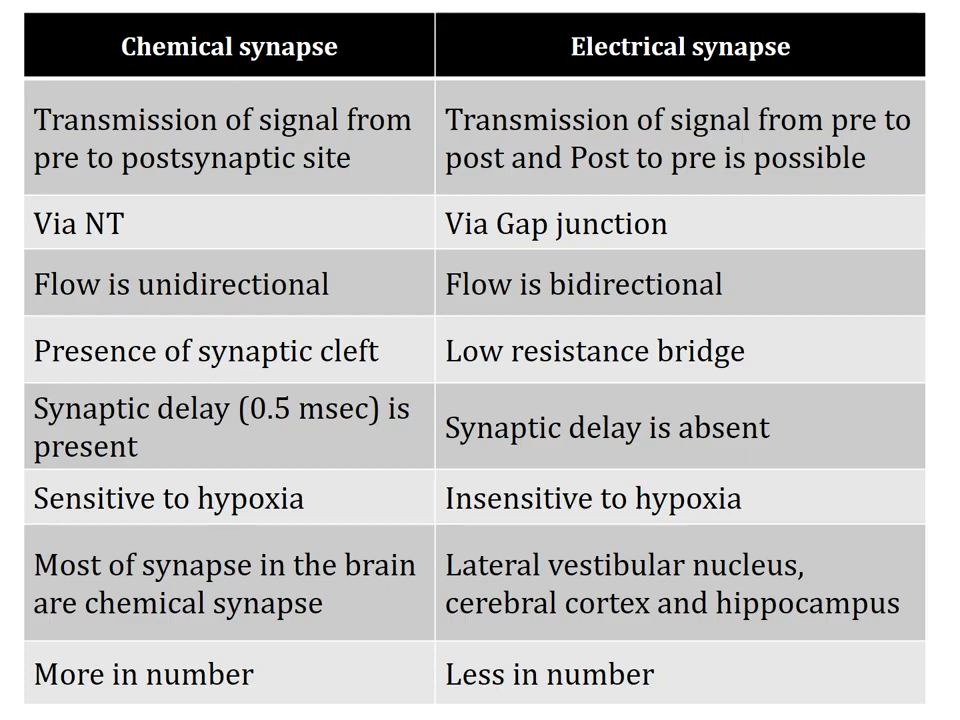 Chemical synapse
Electrical synapse
Transmission of signal from
pre to postsynaptic site
Transmission of signal from pre to
post and Post to pre is possible
Via NT
Via Gap junction
Flow is unidirectional
Flow is bidirectional
Presence of synaptic cleft
Low resistance bridge
Synaptic delay (0.5 msec) is
present
Synaptic delay is absent
Sensitive to hypoxia
Insensitive to hypoxia
Most of synapse in the brain
are chemical synapse
Lateral vestibular nucleus,
cerebral cortex and hippocampus
More in number
Less in number